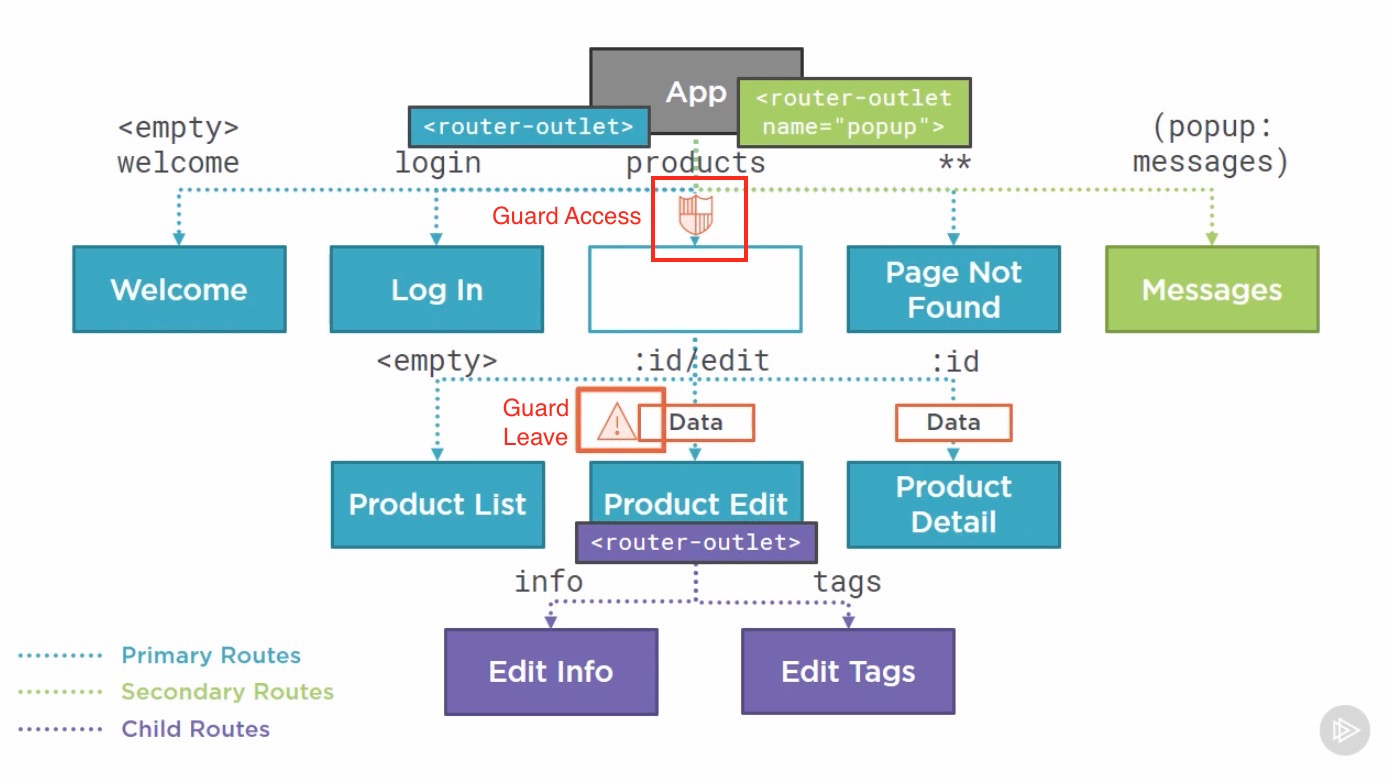 App
<router-outlet
name="popup">
<router-outlet>
<empty>
welcome
login
products
**
(popup:
messages)
Guard Access
Welcome
Log In
Page Not
Found
Messages
<empty>
:id/edit
:id
Guard
Leave
Data
Data
Product List
Product Edit
Product
Detail
<router-outlet>
info
tags
Edit Info
Edit Tags
Primary Routes
Secondary Routes
Child Routes